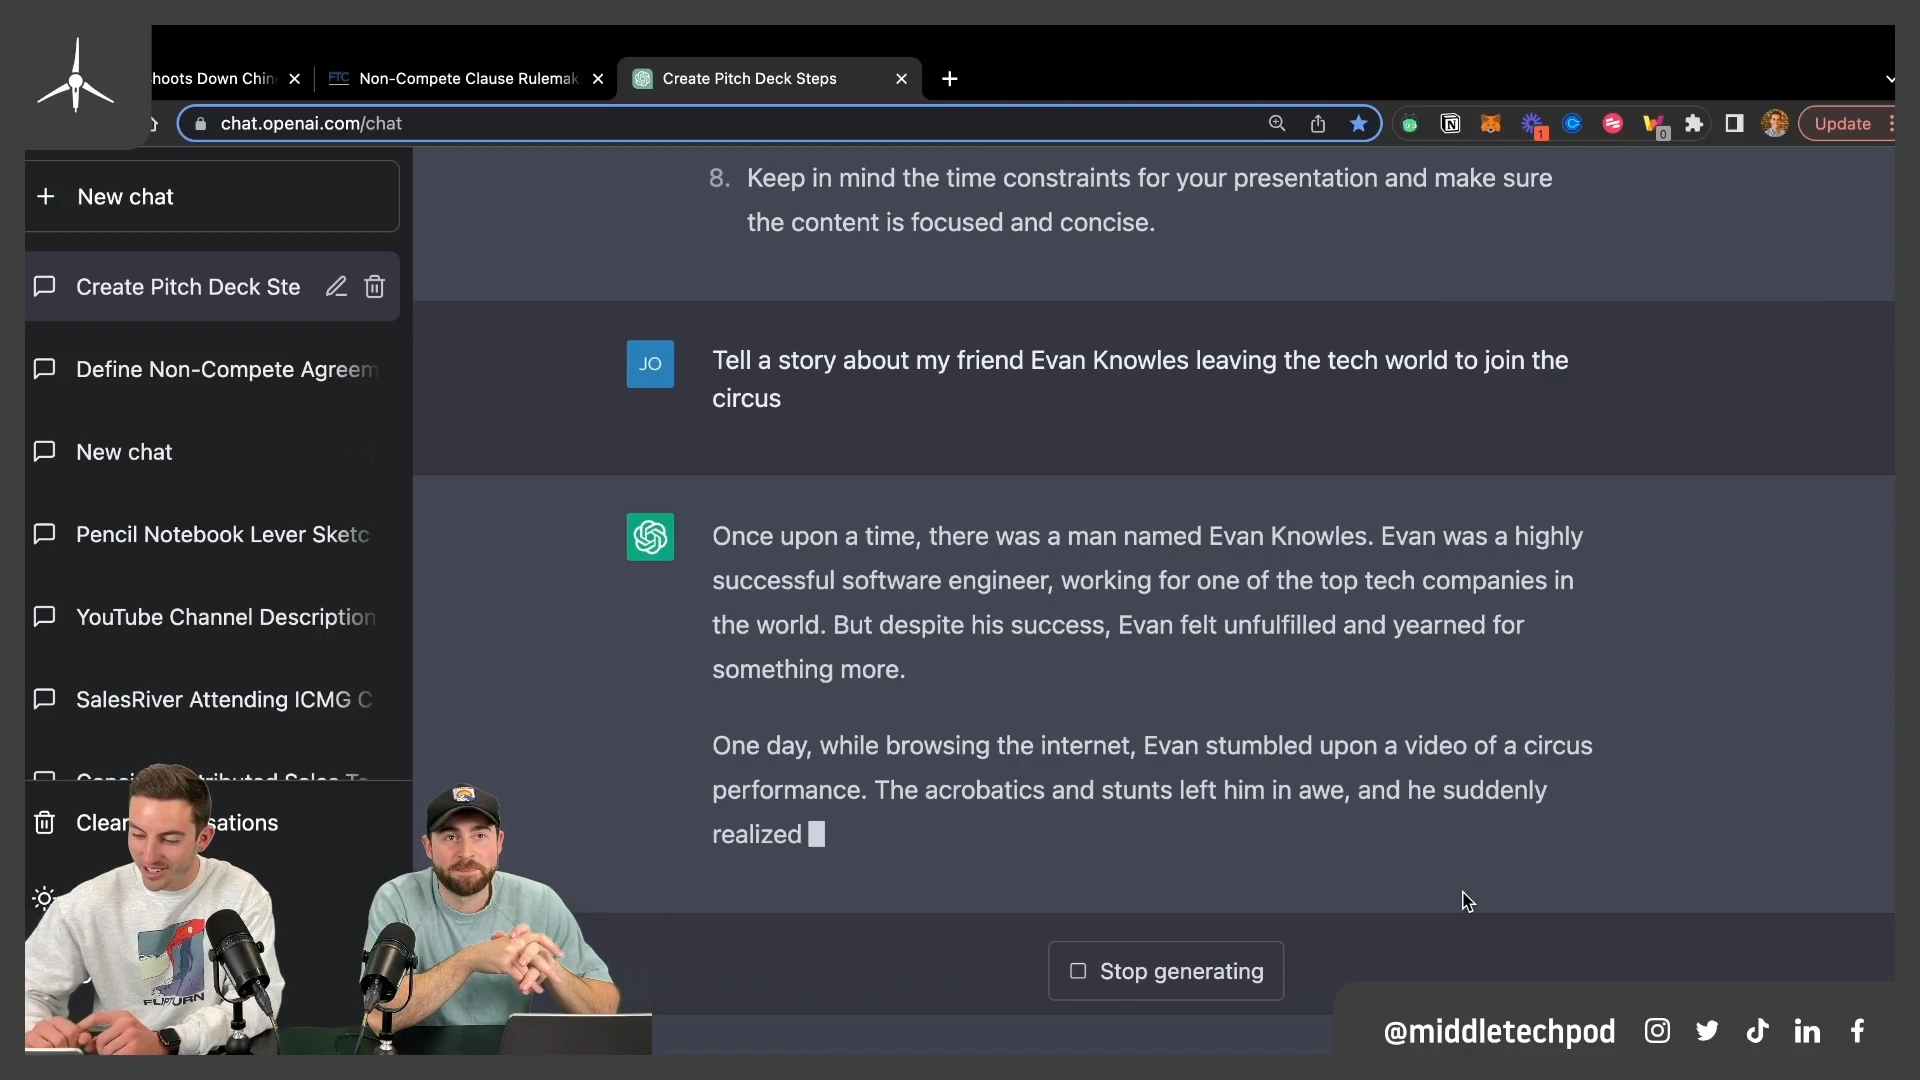 hoots Down Chin
FTC
Non-Compete Clause Rulemak
Create Pitch Deck Steps
chat.openai.com/chat
1
0
Update
New chat
8. Keep in mind the time constraints for your presentation and make sure
the content is focused and concise.
Create Pitch Deck Ste
Define Non-Compete Agreem
New chat
Pencil Notebook Lever Sketc
YouTube Channel Description
SalesRiver Attending ICMG C
Clear
sations
JO
Tell a story about my friend Evan Knowles leaving the tech world to join the
circus
Once upon a time, there was a man named Evan Knowles. Evan was a highly
successful software engineer, working for one of the top tech companies in
the world. But despite his success, Evan felt unfulfilled and yearned for
something more.
One day, while browsing the internet, Evan stumbled upon a video of a circus
performance. The acrobatics and stunts left him in awe, and he suddenly
realized
Stop generating
FLIPTURN
@middletechpod